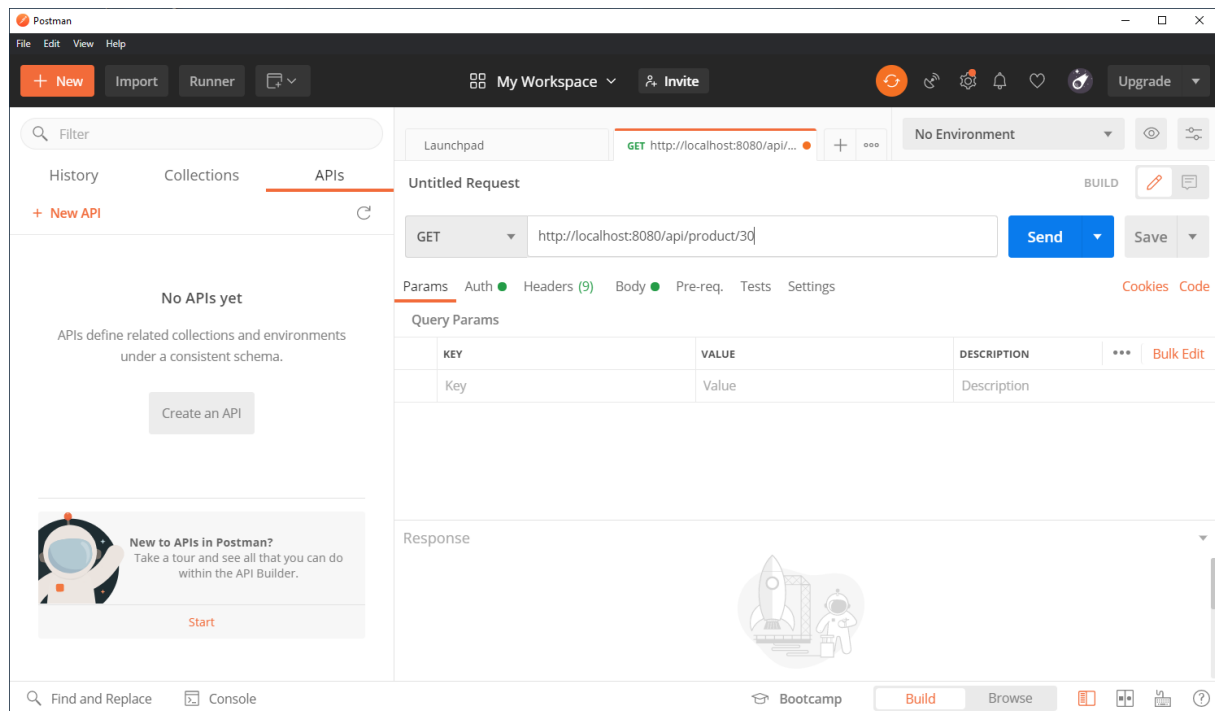 Postman
File Edit View Help
New Import Runner My Workspace Invite Upgrade
Filter
History Collections APIs
+ New API
No APIs yet
APIs define related collections and environments
under a consistent schema.
Create an API
New to APIs in Postman?
Take a tour and see all that you can do
within the API Builder.
Start
Launchpad GET http://localhost:8080/api/... No Environment
Untitled Request BUILD
GET http://localhost:8080/api/product/30 Send Save
Params Auth Headers (9) Body Pre-req. Tests Settings Cookies Code
Query Params
KEY VALUE DESCRIPTION Bulk Edit
Key Value Description
Response
Find and Replace Console Bootcamp Build Browse